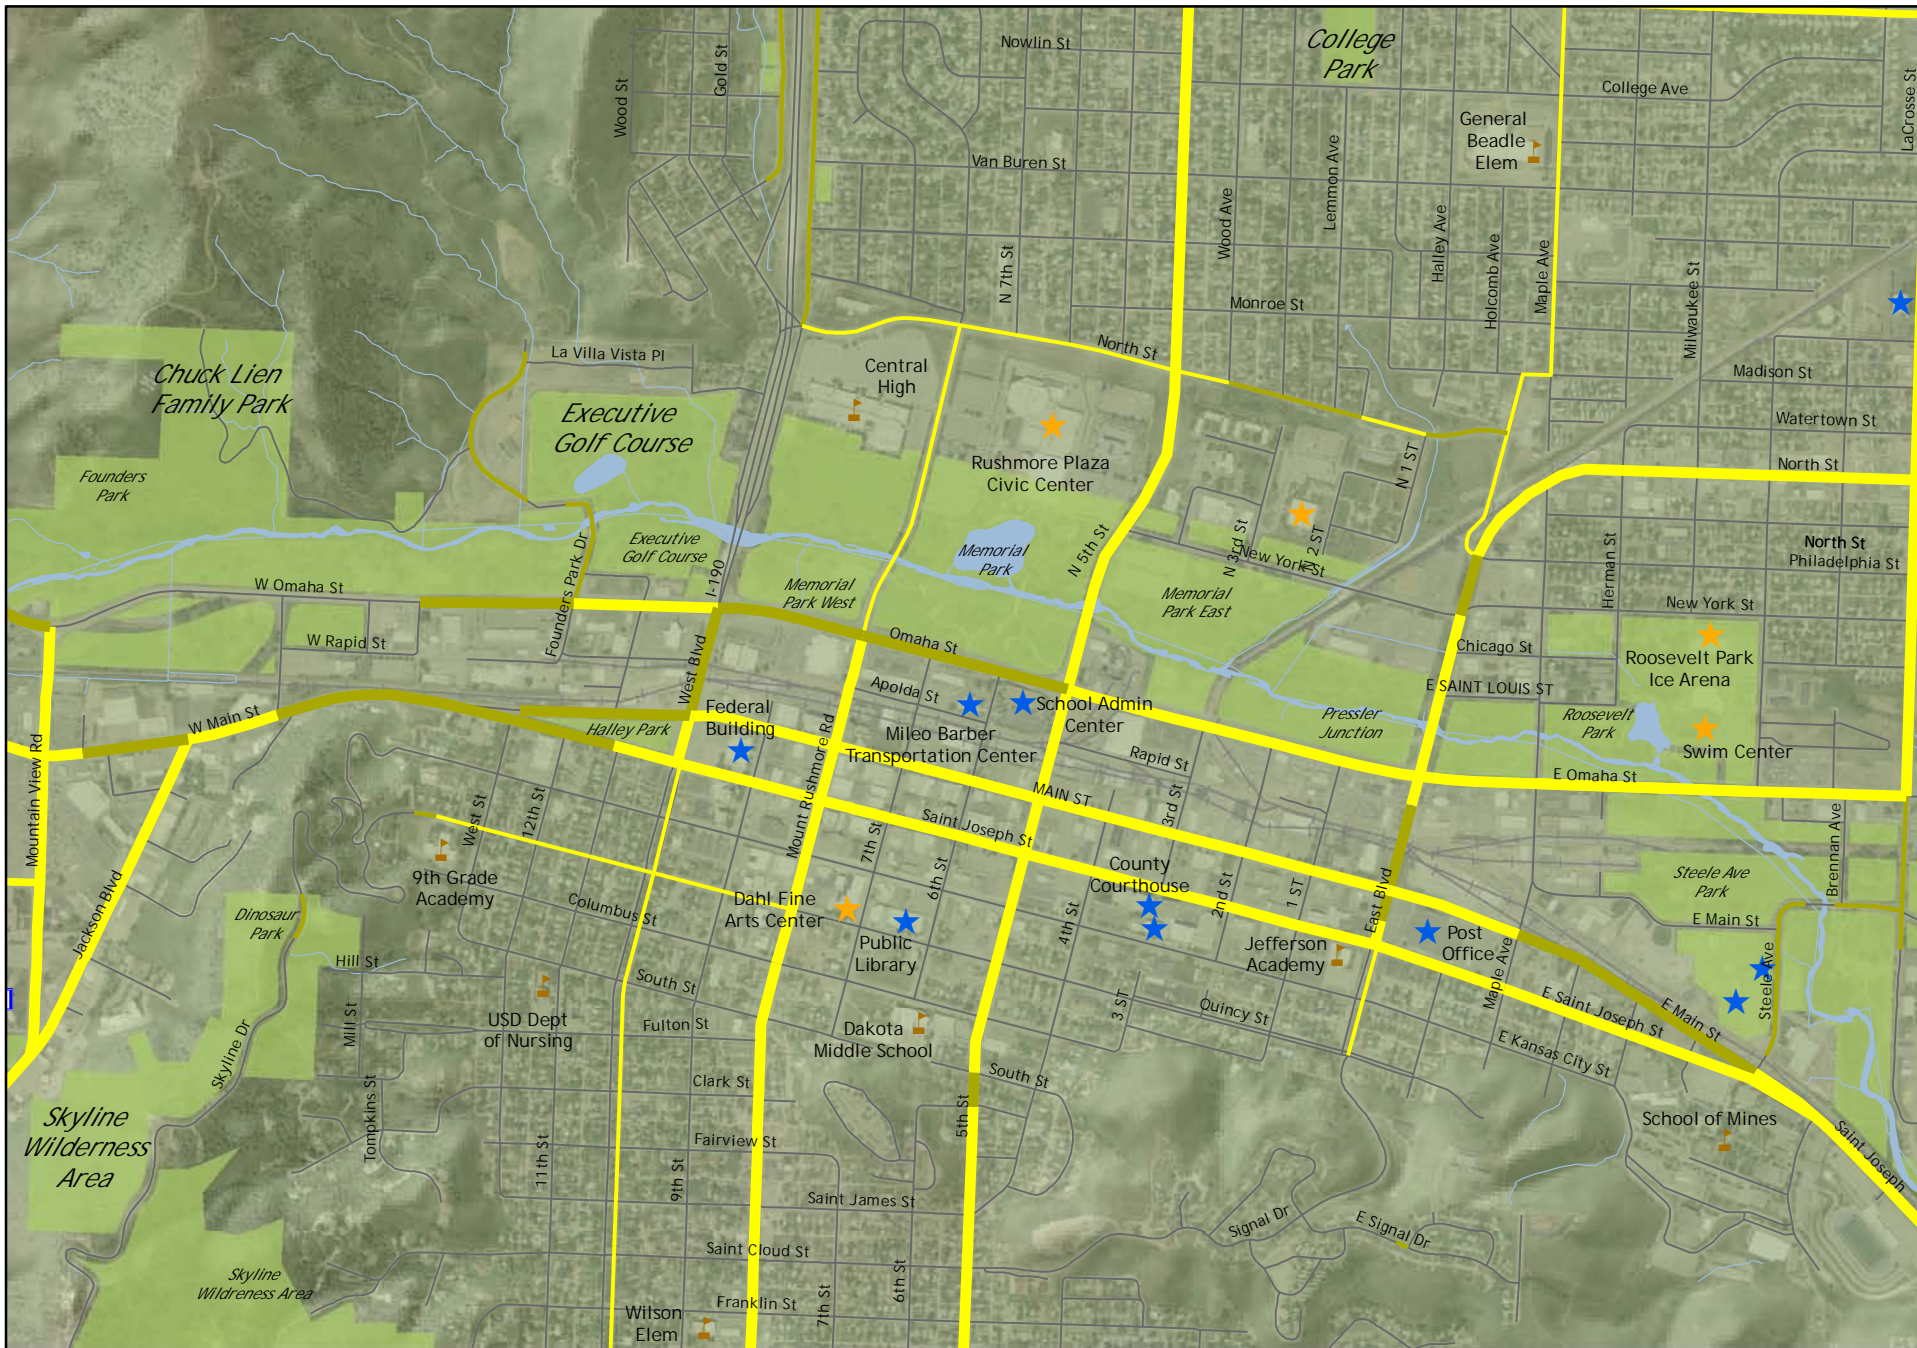 College
Park
Nowlin St
Gold St
Wood St
College Ave
LaCrosse St
General
Beadle
Elem
Van Buren St
Lemmon Ave
Wood Ave
Halley Ave
Holcomb Ave
Maple Ave
N 7th St
Monroe St
Milwaukee St
North St
La Villa Vista Pl
Central
High
Madison St
Chuck Lien
Family Park
Executive
Golf Course
Watertown St
Rushmore Plaza
Civic Center
N 1 ST
North St
Founders
Park
Executive
Golf Course
Founders Park Dr
I-190
Memorial
Park
N 5th St
N 3rd St
N 2 ST
New York St
Herman St
North St
Philadelphia St
W Omaha St
Memorial
Park West
Memorial
Park East
New York St
W Rapid St
Omaha St
Chicago St
Roosevelt Park
Ice Arena
West Blvd
Apolda St
E SAINT LOUIS ST
W Main St
Federal
Building
School Admin
Center
Halley Park
Mileo Barber
Transportation Center
Pressler
Junction
Roosevelt
Park
Swim Center
Mountain View Rd
Mount Rushmore Rd
Rapid St
E Omaha St
MAIN ST
3rd St
West St
12th St
Saint Joseph St
7th St
6th St
County
Courthouse
Brennan Ave
9th Grade
Academy
Jackson Blvd
Columbus St
Dahl Fine
Arts Center
2nd St
1 ST
East Blvd
Steele Ave
Park
Dinosaur
Park
4th St
E Main St
Public
Library
Jefferson
Academy
Post
Office
Hill St
South St
Maple Ave
Steele Ave
Mill St
USD Dept
of Nursing
Fulton St
Dakota
Middle School
3 ST
Quincy St
E Saint Joseph St
E Main St
Skyline Dr
E Kansas City St
South St
Clark St
Tompkins St
Skyline
Wilderness
Area
5th St
School of Mines
Fairview St
11th St
9th St
Saint Joseph
Saint James St
Signal Dr
E Signal Dr
Saint Cloud St
Skyline
Wildreness Area
7th St
6th St
Franklin St
Wilson
Elem